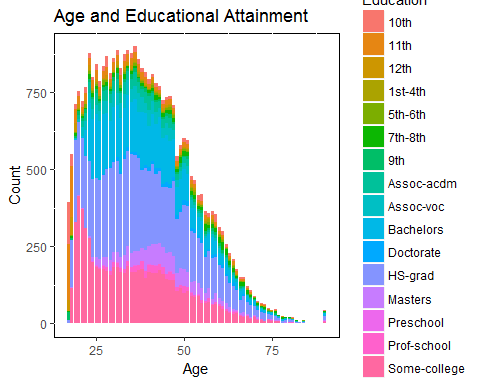 Age and Educational Attainment
Education
10th
11th
12th
1st-4th
5th-6th
7th-8th
9th
Assoc-acdm
Assoc-voc
Bachelors
Doctorate
HS-grad
Masters
Preschool
Prof-school
Some-college
Count
750
500
250
0
25
50
75
Age